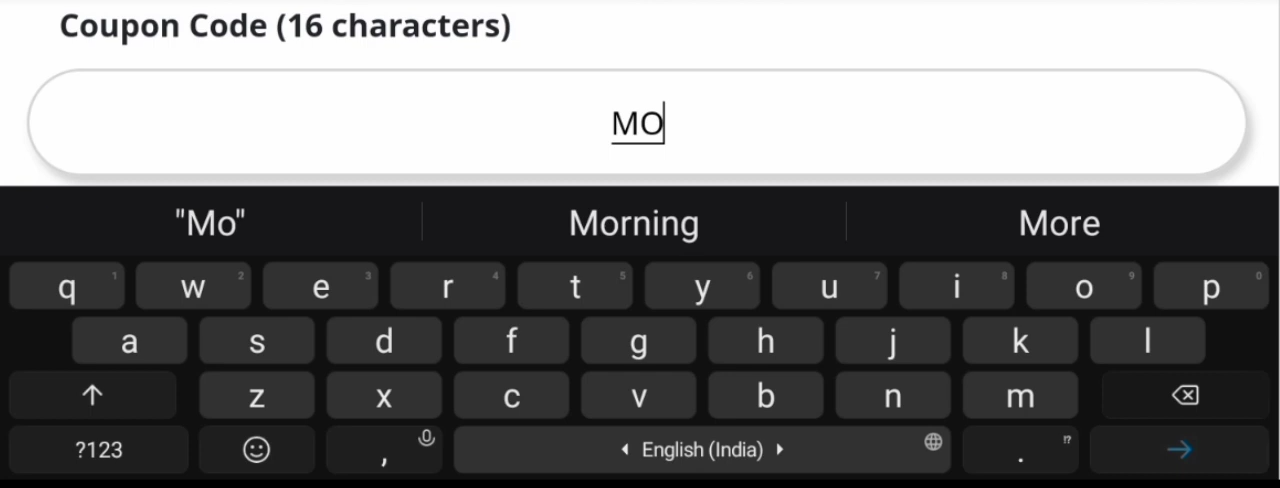 Coupon Code (16 characters)
MO
"Mo" Morning More
q 1 w 2 e 3 r 4 t 5 y 6 u 7 i 8 o 9 p 0
a s d f g h j k l
z x c v b n m
?123 , English (India) . !?